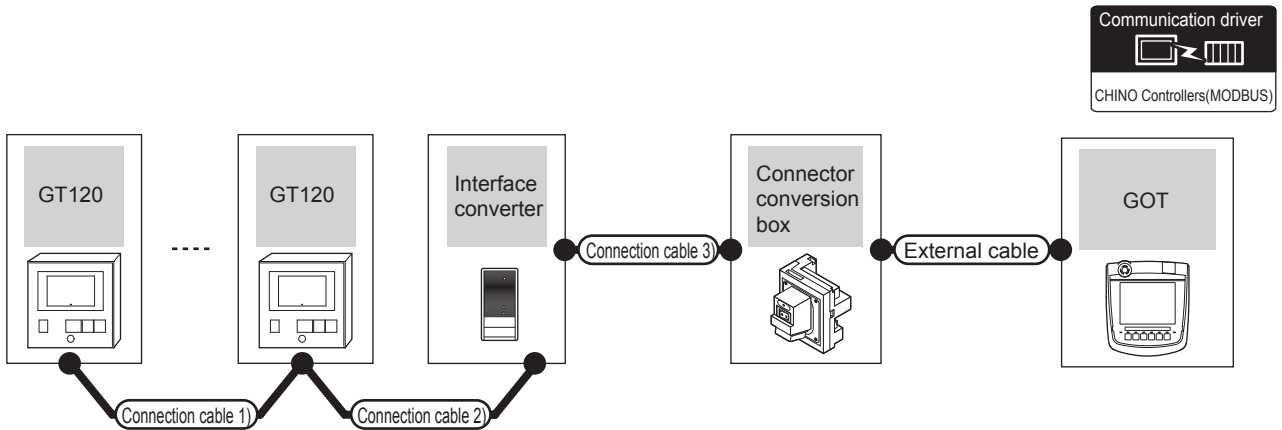 Communication driver
CHINO Controllers(MODBUS)
GT120
GT120
Interface
converter
Connector
conversion
box
GOT
Connection cable 3)
External cable
Connection cable 1)
Connection cable 2)